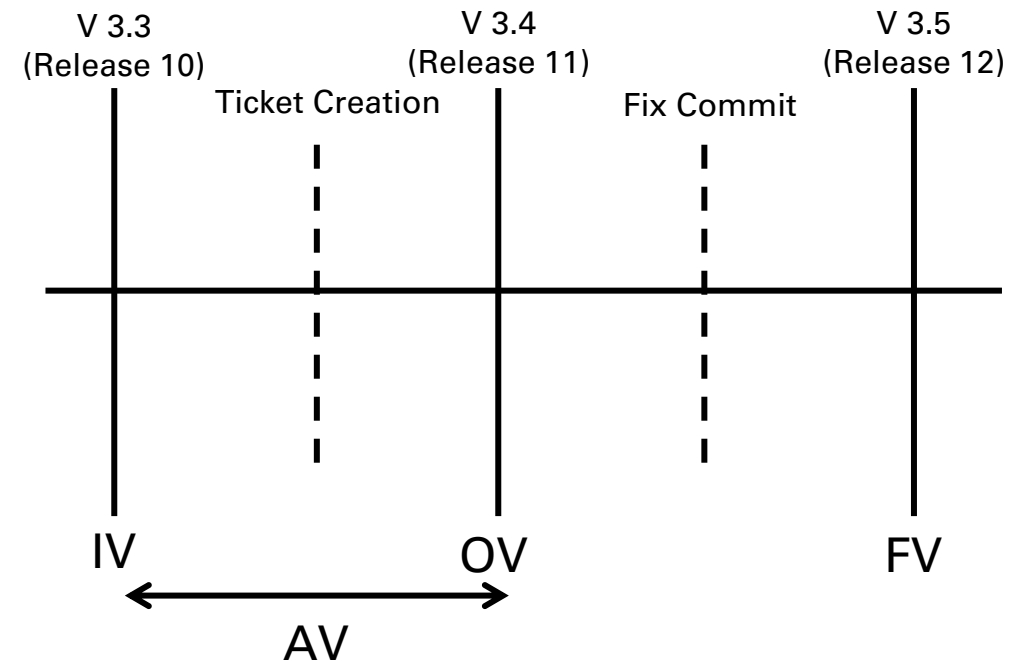 V 3.3
(Release 10)
V 3.4
(Release 11)
V 3.5
(Release 12)
Ticket Creation
Fix Commit
IV
OV
FV
AV